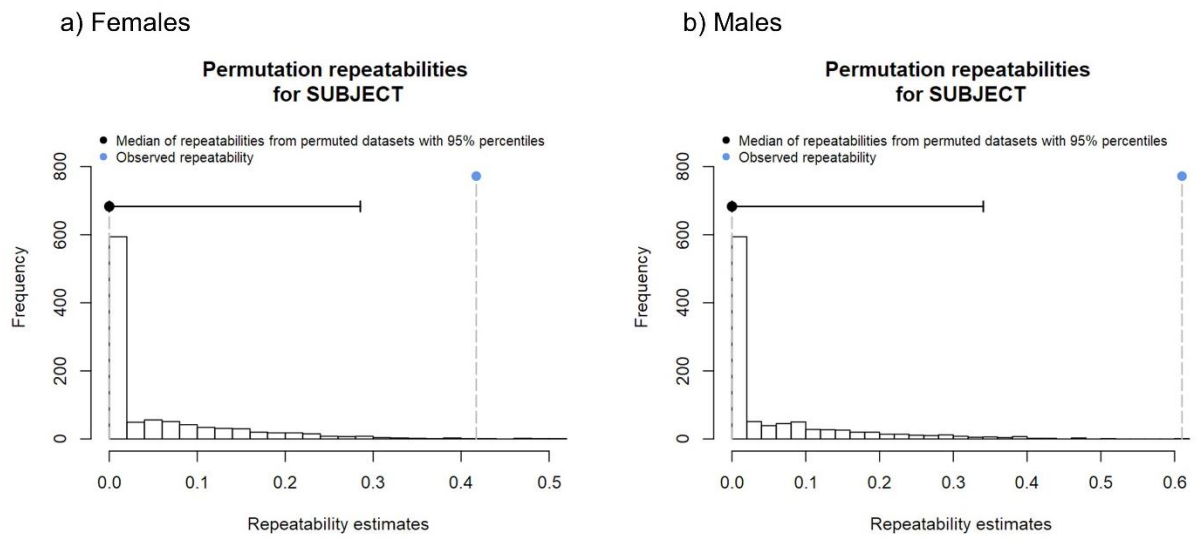 a) Females
Permutation repeatabilities
for SUBJECT
Median of repeatabilities from permuted datasets with 95% percentiles
Observed repeatability
800
600
400
200
0
Frequency
0.0 0.1 0.2 0.3 0.4 0.5
Repeatability estimates
b) Males
Permutation repeatabilities
for SUBJECT
Median of repeatabilities from permuted datasets with 95% percentiles
Observed repeatability
800
600
400
200
0
Frequency
0.0 0.1 0.2 0.3 0.4 0.5 0.6
Repeatability estimates